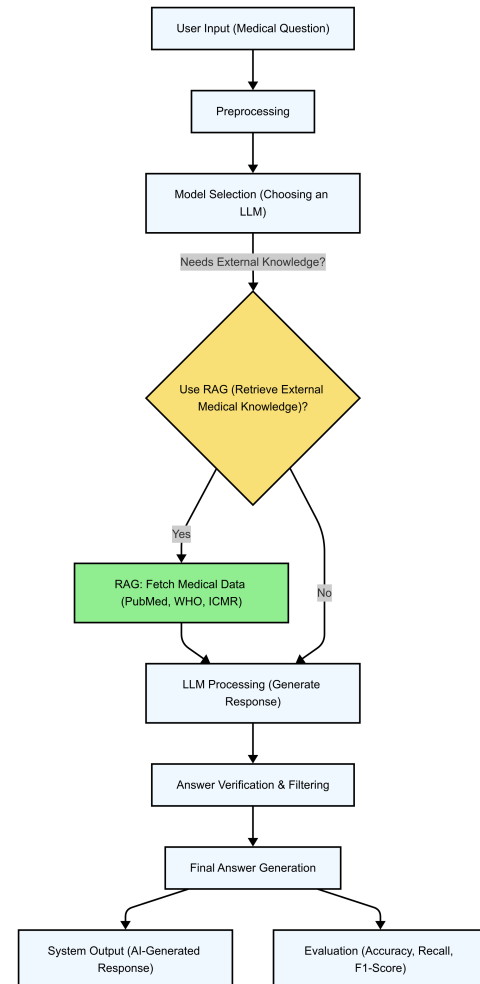 User Input (Medical Question)
Preprocessing
Model Selection (Choosing an
LLM)
Needs External Knowledge?
Use RAG (Retrieve External
Medical Knowledge)?
Yes
RAG: Fetch Medical Data
(PubMed, WHO, ICMR)
No
LLM Processing (Generate
Response)
Answer Verification & Filtering
Final Answer Generation
System Output (AI-Generated
Response)
Evaluation (Accuracy, Recall,
F1-Score)